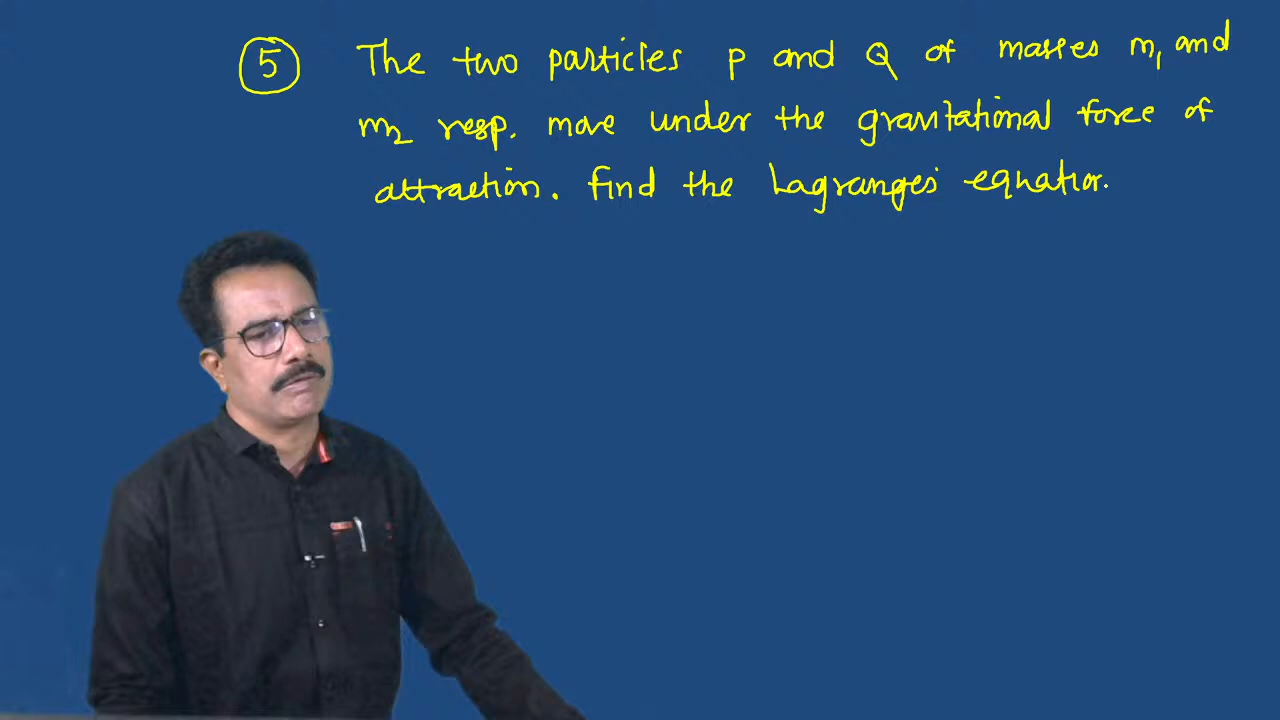 5 The two particles p and Q of masses m₁ and
m₂ resp. move under the gravitational force of
attraction. Find the Lagranges' equation.